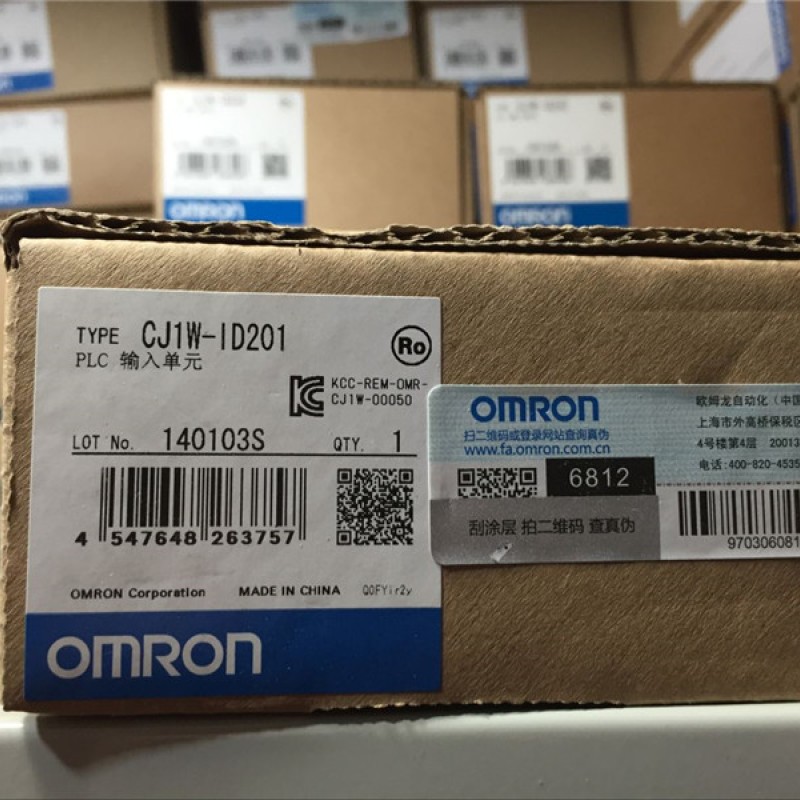 OMRON
OMRON
OMRON
TYPE CJ1W-ID201
PLC 输入单元
Ro
KCC-REM-OMR-
CJ1W-00050
LOT No. 140103S QTY. 1
4 547648 263757
OMRON Corporation MADE IN CHINA Q0FYir2y
OMRON
OMRON
扫二维码或登录网站查询真伪
www.fa.omron.com.cn
6812
刮涂层 拍二维码 查真伪
欧姆龙自动化（中国
上海市外高桥保税区
4号楼第4层 20013
电话:400-820-4535
970306081